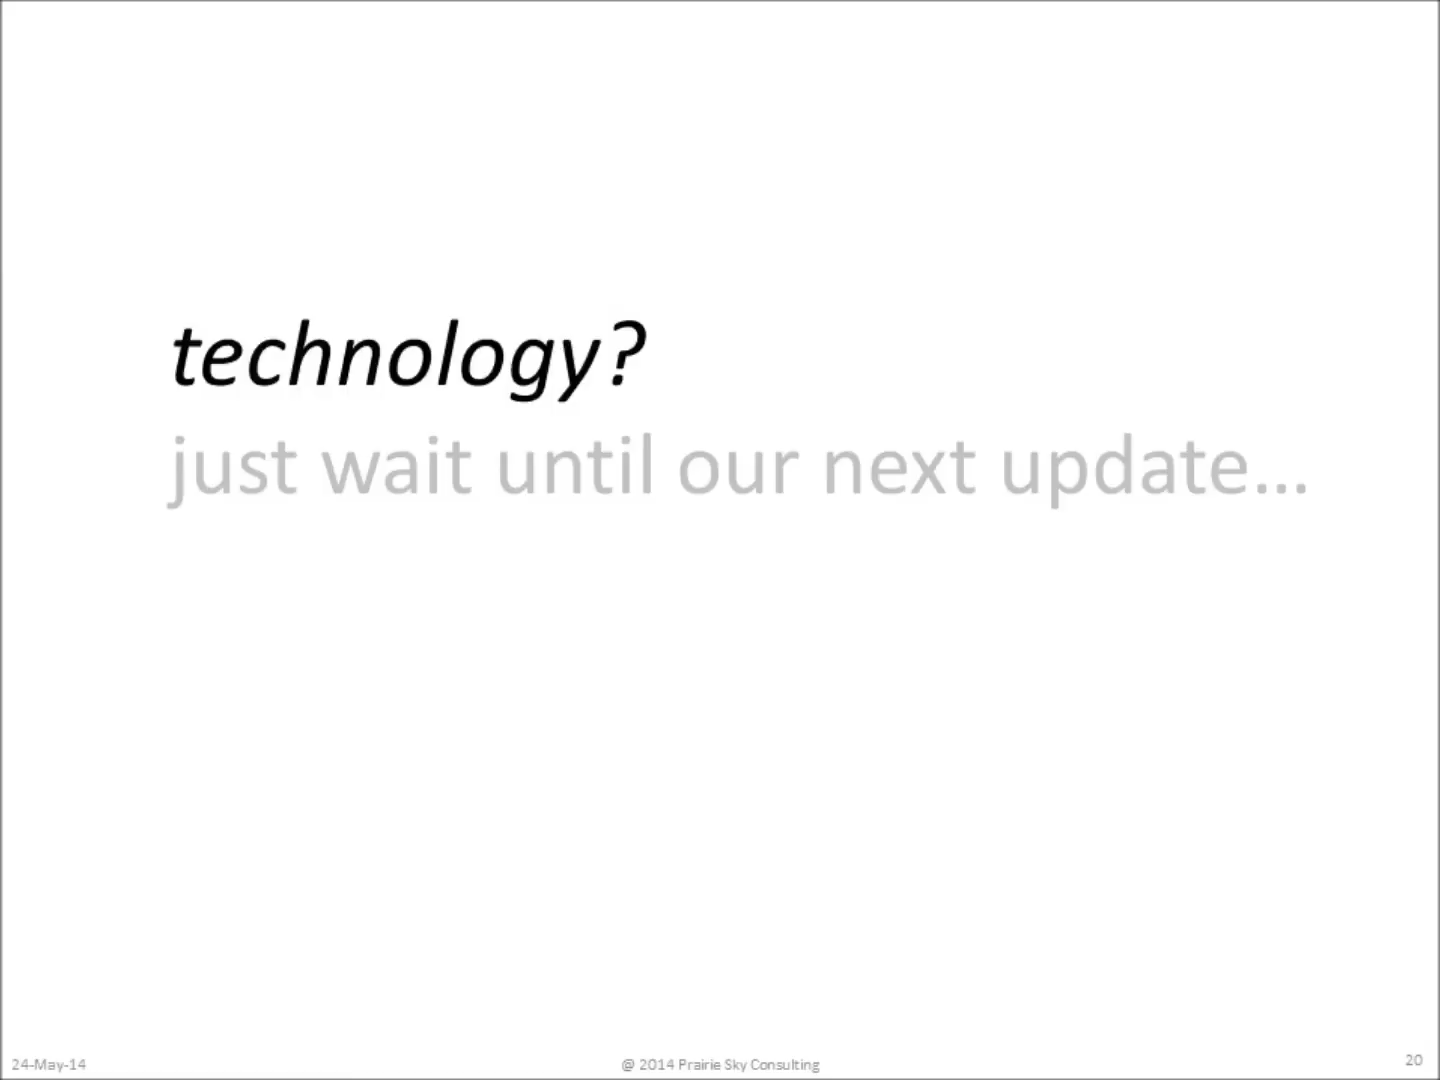 technology?
just wait until our next update...
24-May-14
@ 2014 Prairie Sky Consulting
20